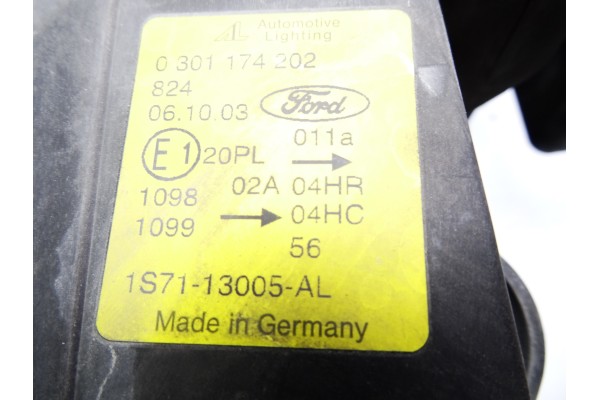 AL Automotive
Lighting
0 301 174 202
824
06.10.03 Ford
E1 20PL 011a →
1098 02A 04HR
1099 → 04HC
56
1S71-13005-AL
Made in Germany